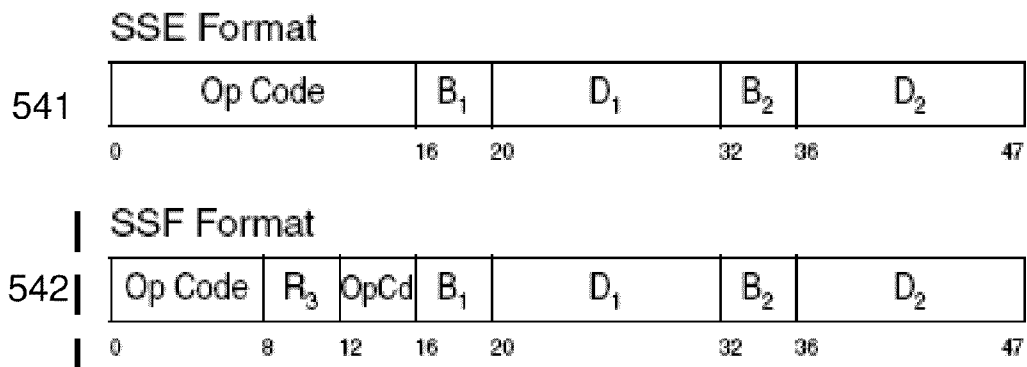 SSE Format
541 Op Code B₁ D₁ B₂ D₂
0 16 20 32 36 47
SSF Format
542 Op Code R₃ OpCd B₁ D₁ B₂ D₂
0 8 12 16 20 32 36 47